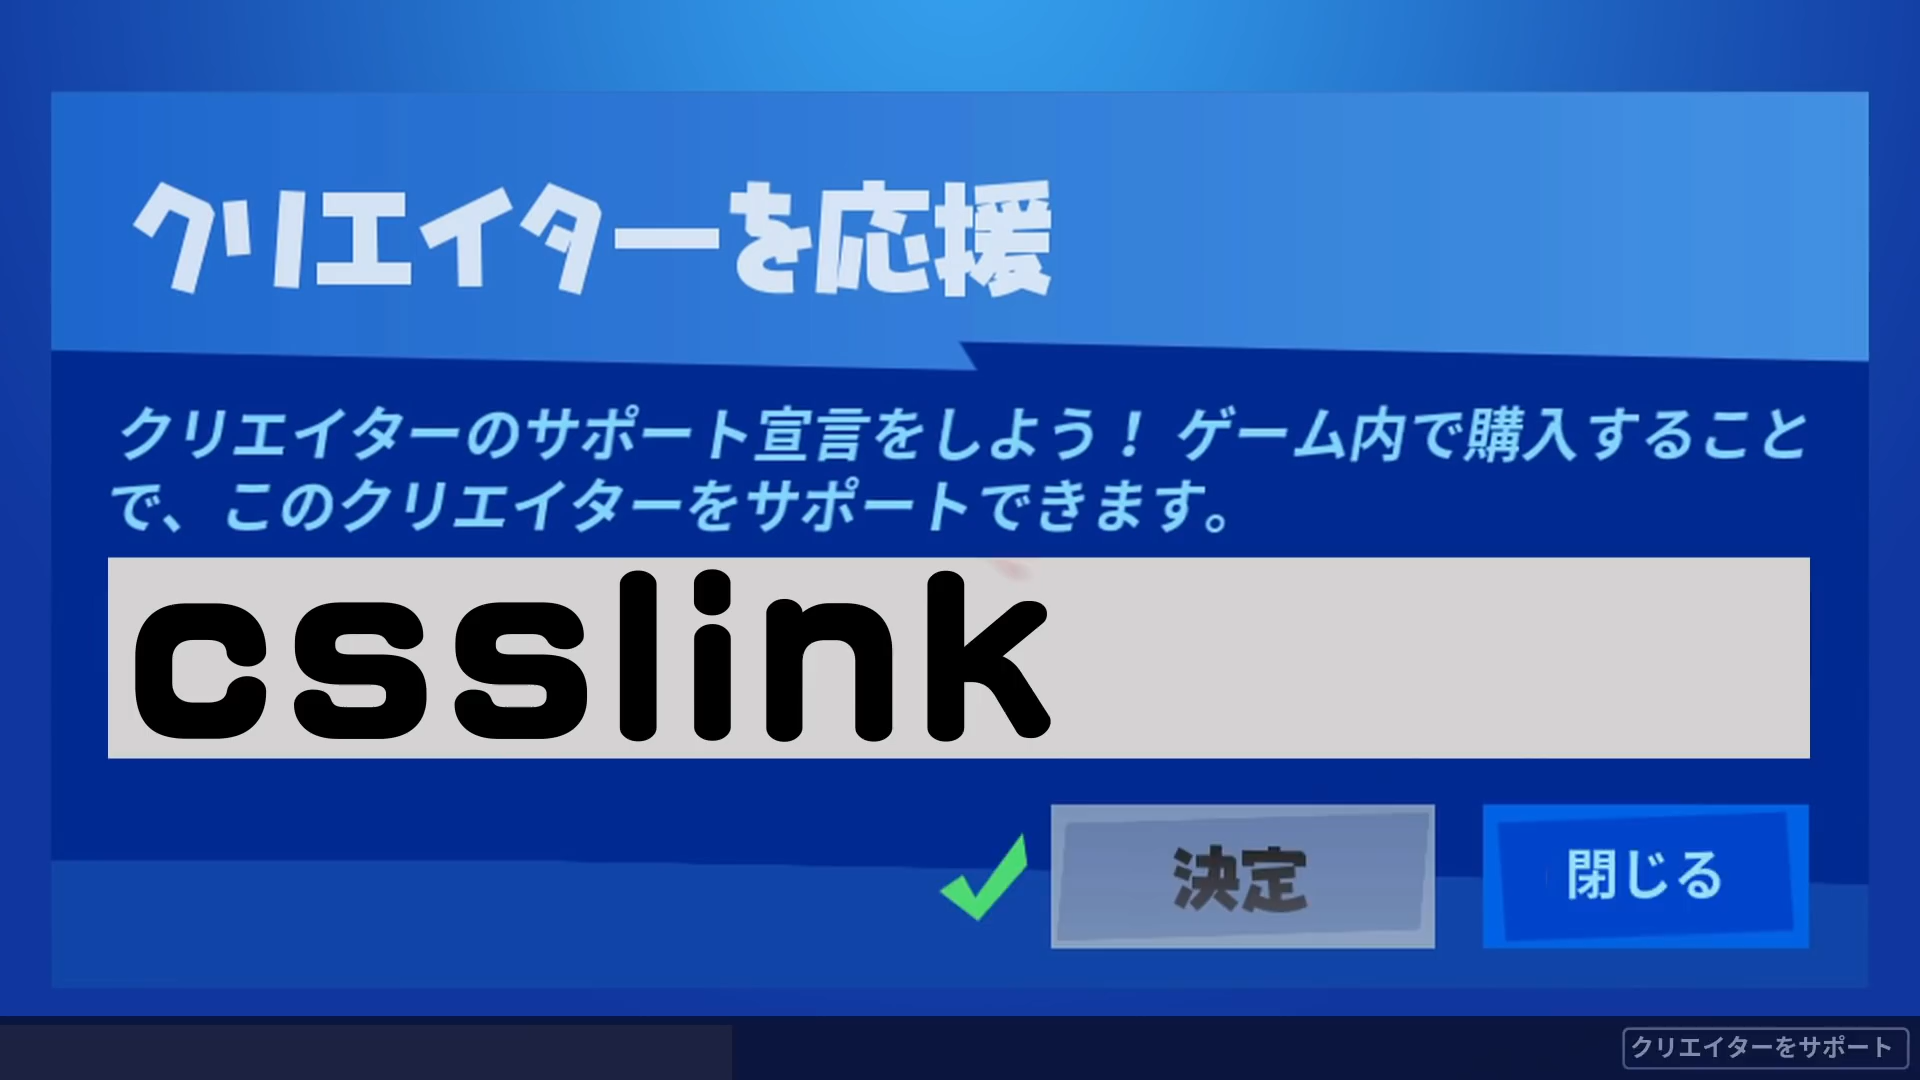 クリエイターを応援
クリエイターのサポート宣言をしよう！ ゲーム内で購入すること
で、このクリエイターをサポートできます。
csslink
決定
閉じる
クリエイターをサポート